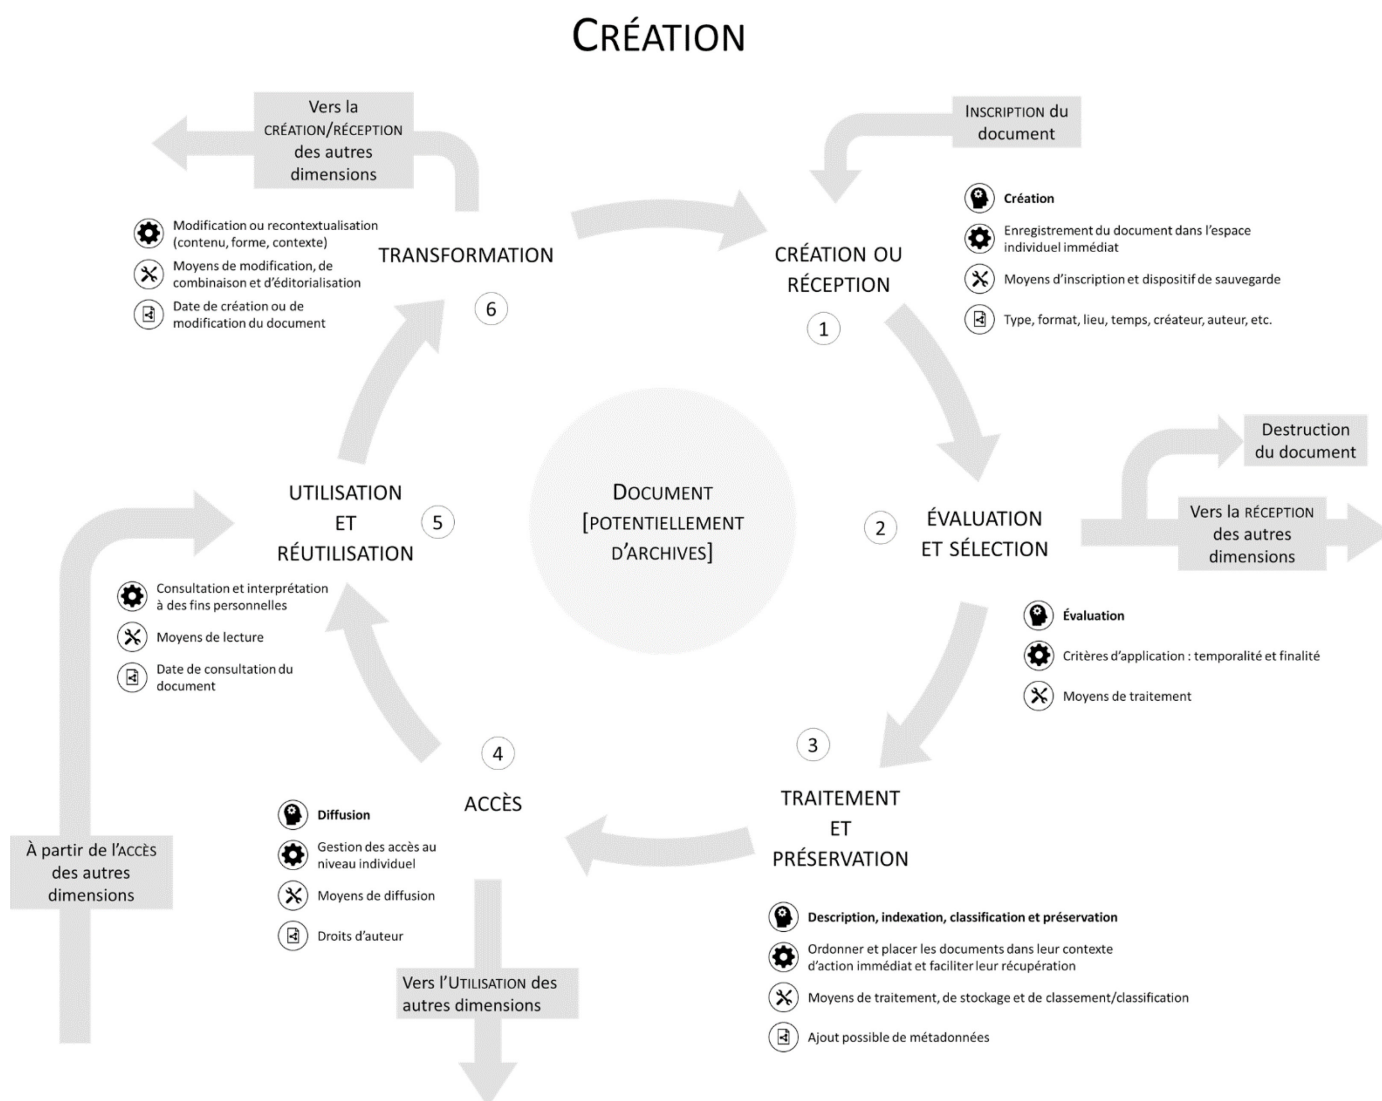 CRÉATION
Vers la
CRÉATION/RÉCEPTION
des autres
dimensions
INSCRIPTION du
document
Modification ou recontextualisation
(contenu, forme, contexte)
Moyens de modification, de
combinaison et d'éditorialisation
Date de création ou de
modification du document
TRANSFORMATION
6
CRÉATION OU
RÉCEPTION
1
Création
Enregistrement du document dans l'espace
individuel immédiat
Moyens d'inscription et dispositif de sauvegarde
Type, format, lieu, temps, créateur, auteur, etc.
Destruction
du document
Vers la RÉCEPTION
des autres
dimensions
UTILISATION
ET
RÉUTILISATION
5
DOCUMENT
[POTENTIELLEMENT
D'ARCHIVES]
2
ÉVALUATION
ET SÉLECTION
Consultation et interprétation
à des fins personnelles
Moyens de lecture
Date de consultation du
document
Évaluation
Critères d'application : temporalité et finalité
Moyens de traitement
4
ACCÈS
3
TRAITEMENT
ET
PRÉSERVATION
À partir de l'ACCÈS
des autres
dimensions
Diffusion
Gestion des accès au
niveau individuel
Moyens de diffusion
Droits d'auteur
Vers l'UTILISATION des
autres dimensions
Description, indexation, classification et préservation
Ordonner et placer les documents dans leur contexte
d'action immédiat et faciliter leur récupération
Moyens de traitement, de stockage et de classement/classification
Ajout possible de métadonnées